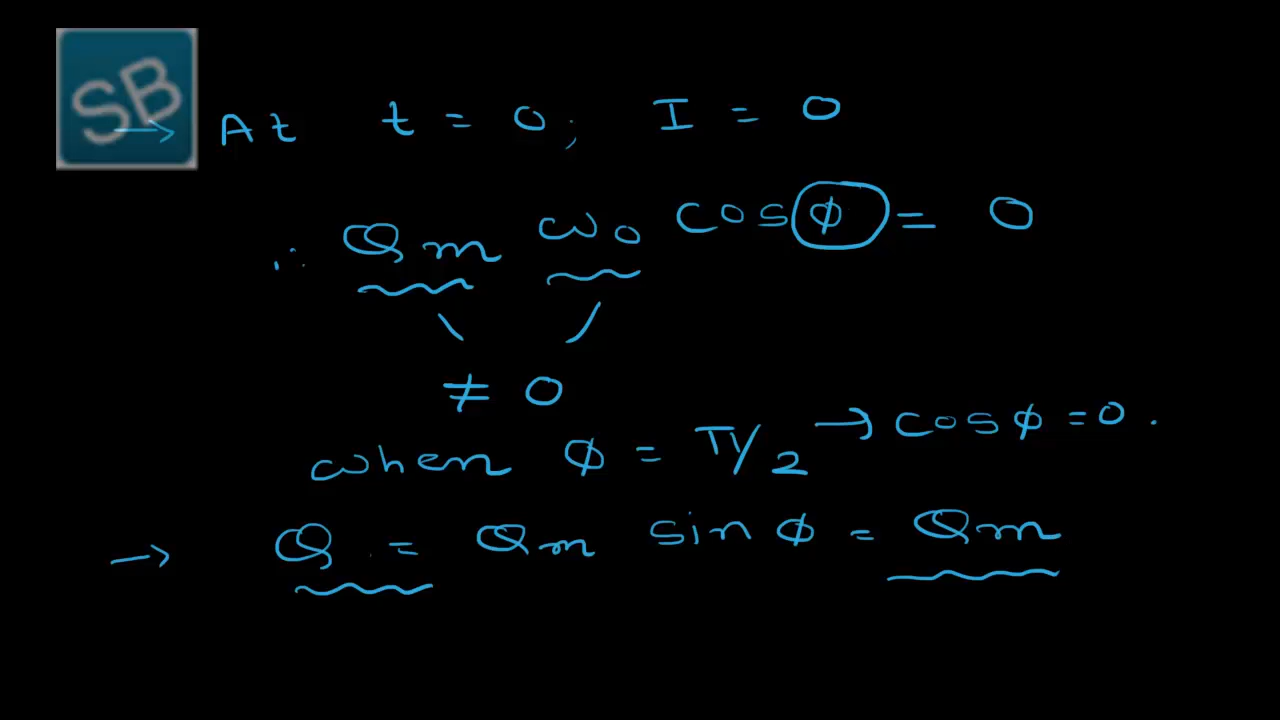 SB
→ At t = 0; I = 0
∴ Qm ω₀ cos φ = 0
≠ 0
when φ = π/2 → cos φ = 0.
→ Q = Qm sin φ = Qm